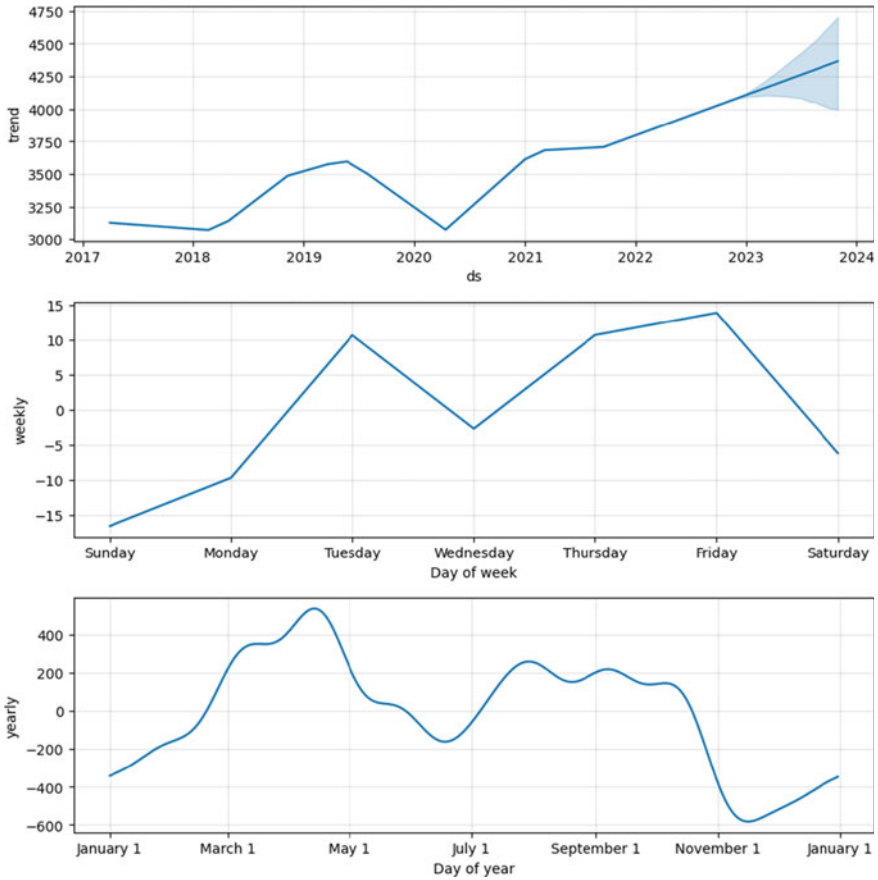 4750
4500
4250
4000
3750
3500
3250
3000
trend
2017 2018 2019 2020 2021 2022 2023 2024
ds
15
10
5
0
−5
−10
−15
weekly
Sunday Monday Tuesday Wednesday Thursday Friday Saturday
Day of week
400
200
0
−200
−400
−600
yearly
January 1 March 1 May 1 July 1 September 1 November 1 January 1
Day of year